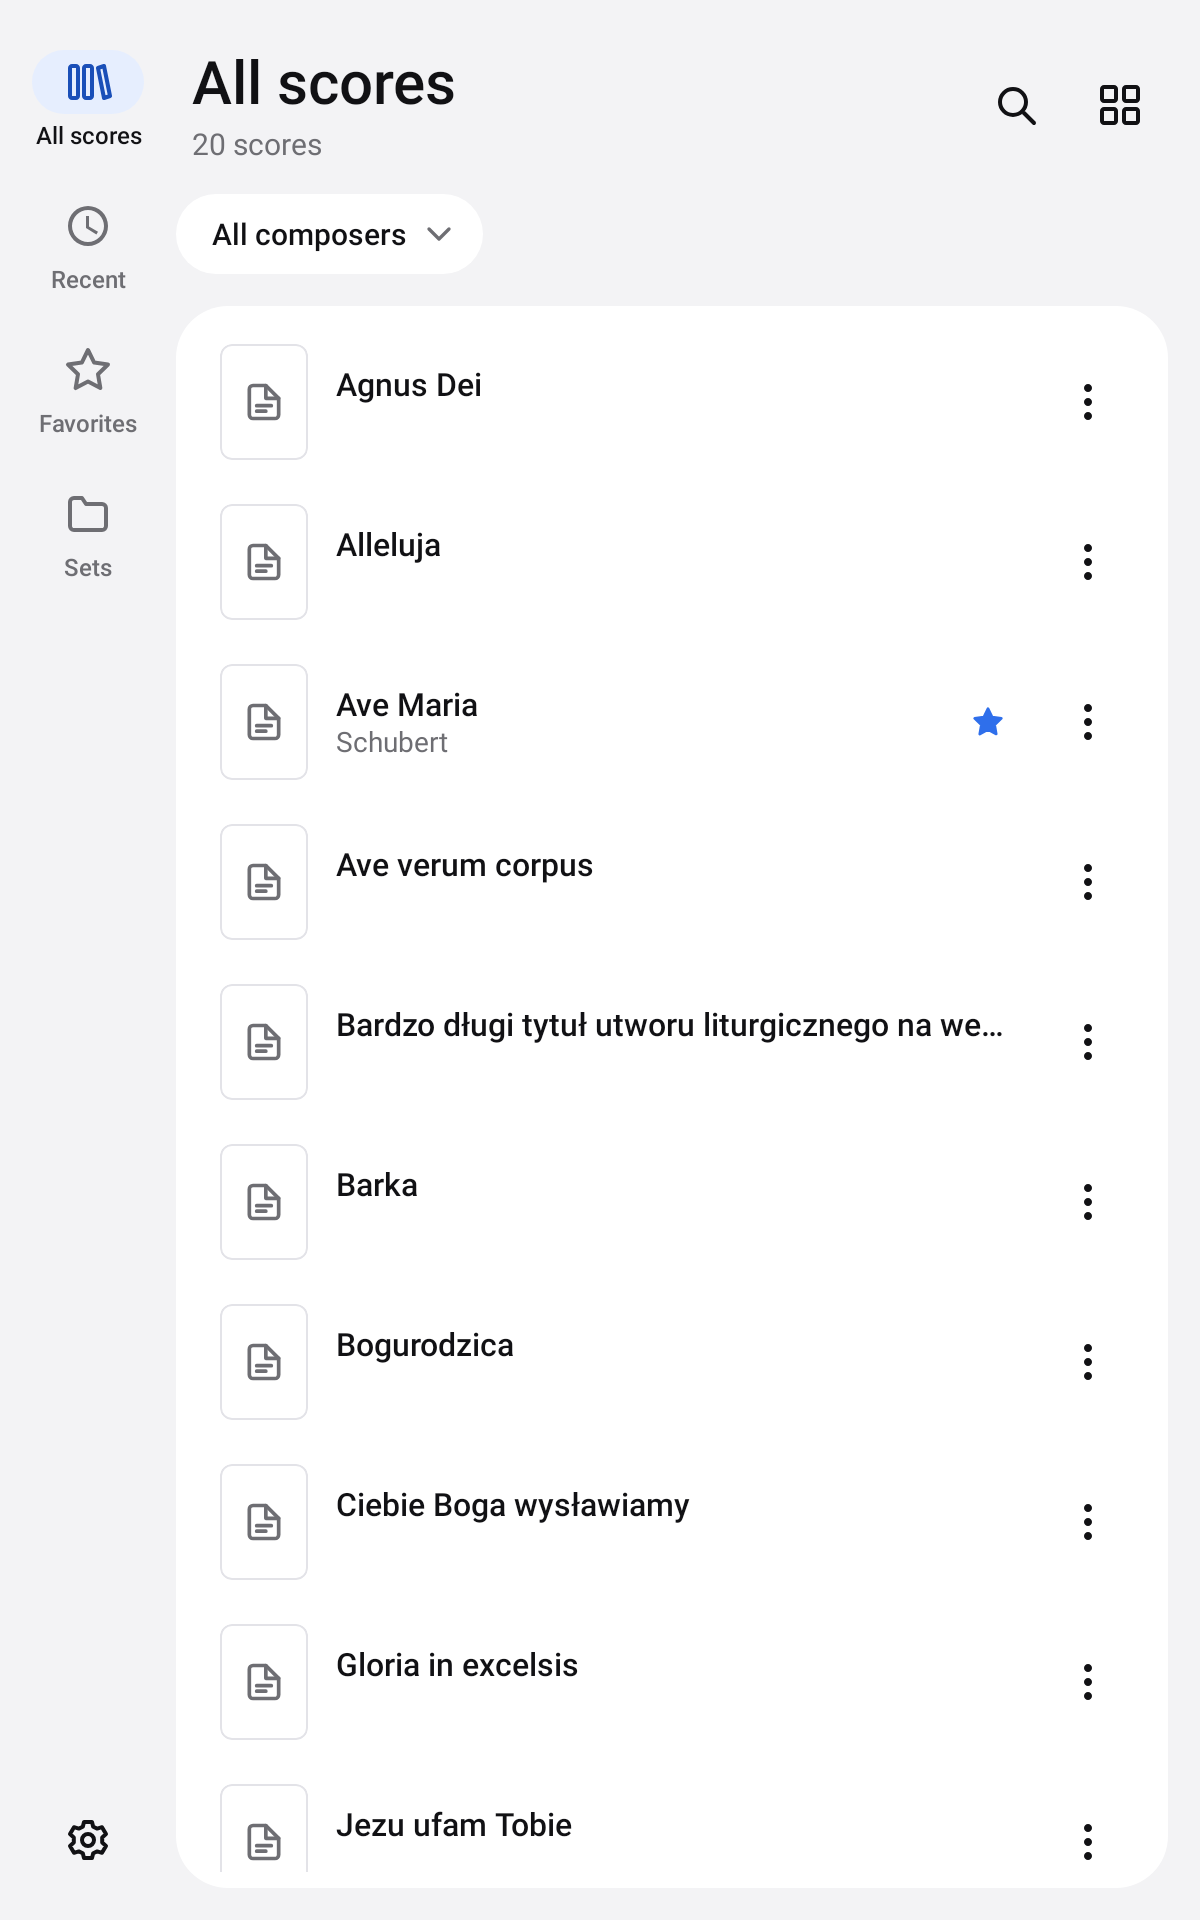 All scores
20 scores
All scores
Recent
Favorites
Sets
All composers
Agnus Dei
Alleluja
Ave Maria
Schubert
Ave verum corpus
Bardzo długi tytuł utworu liturgicznego na we…
Barka
Bogurodzica
Ciebie Boga wysławiamy
Gloria in excelsis
Jezu ufam Tobie